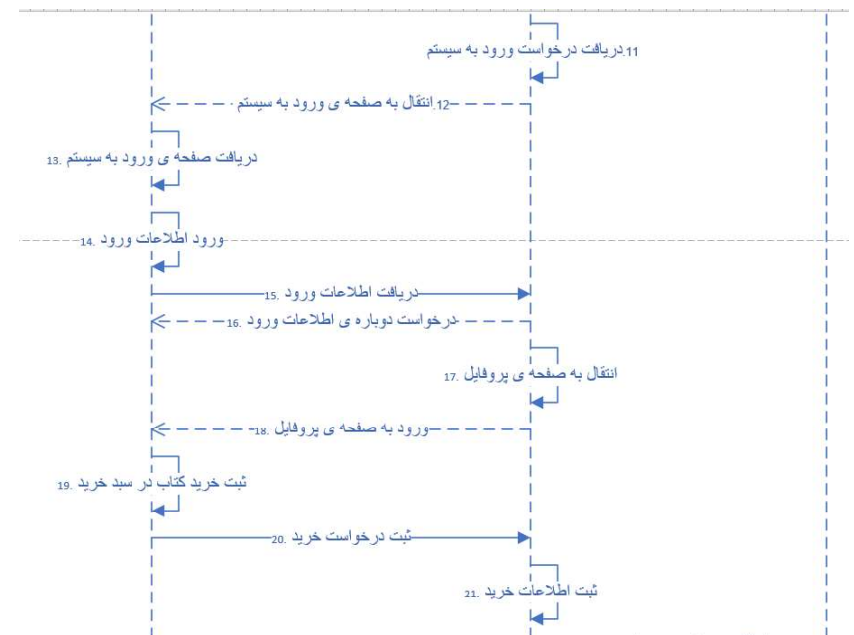 11.دریافت درخواست ورود به سیستم
12.انتقال به صفحه ی ورود به سیستم
13. دریافت صفحه ی ورود به سیستم
14. ورود اطلاعات ورود
15. دریافت اطلاعات ورود
16. درخواست دوباره ی اطلاعات ورود
17. انتقال به صفحه ی پروفایل
18. ورود به صفحه ی پروفایل
19. ثبت خرید کتاب در سبد خرید
20. ثبت درخواست خرید
21. ثبت اطلاعات خرید